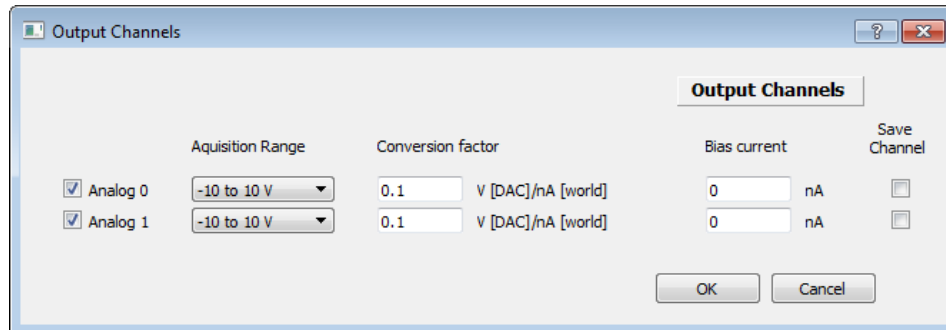 Output Channels
Output Channels
Aquisition Range Conversion factor Bias current Save Channel
Analog 0 -10 to 10 V 0.1 V [DAC]/nA [world] 0 nA
Analog 1 -10 to 10 V 0.1 V [DAC]/nA [world] 0 nA
OK Cancel